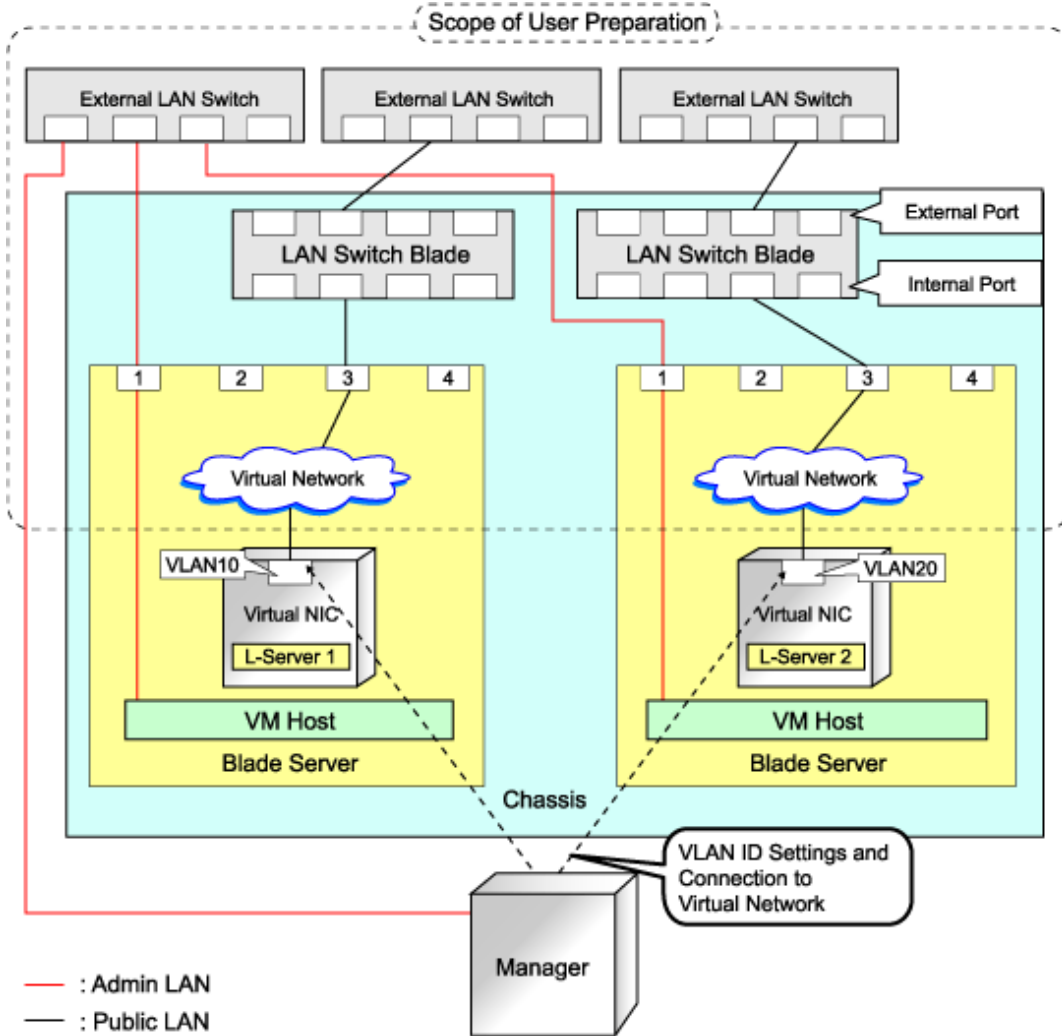 Scope of User Preparation
External LAN Switch
External LAN Switch
External LAN Switch
External Port
LAN Switch Blade
LAN Switch Blade
Internal Port
1
2
3
4
1
2
3
4
Virtual Network
Virtual Network
VLAN10
VLAN20
Virtual NIC
Virtual NIC
L-Server 1
L-Server 2
VM Host
VM Host
Blade Server
Blade Server
Chassis
VLAN ID Settings and
Connection to
Virtual Network
Manager
: Admin LAN
: Public LAN